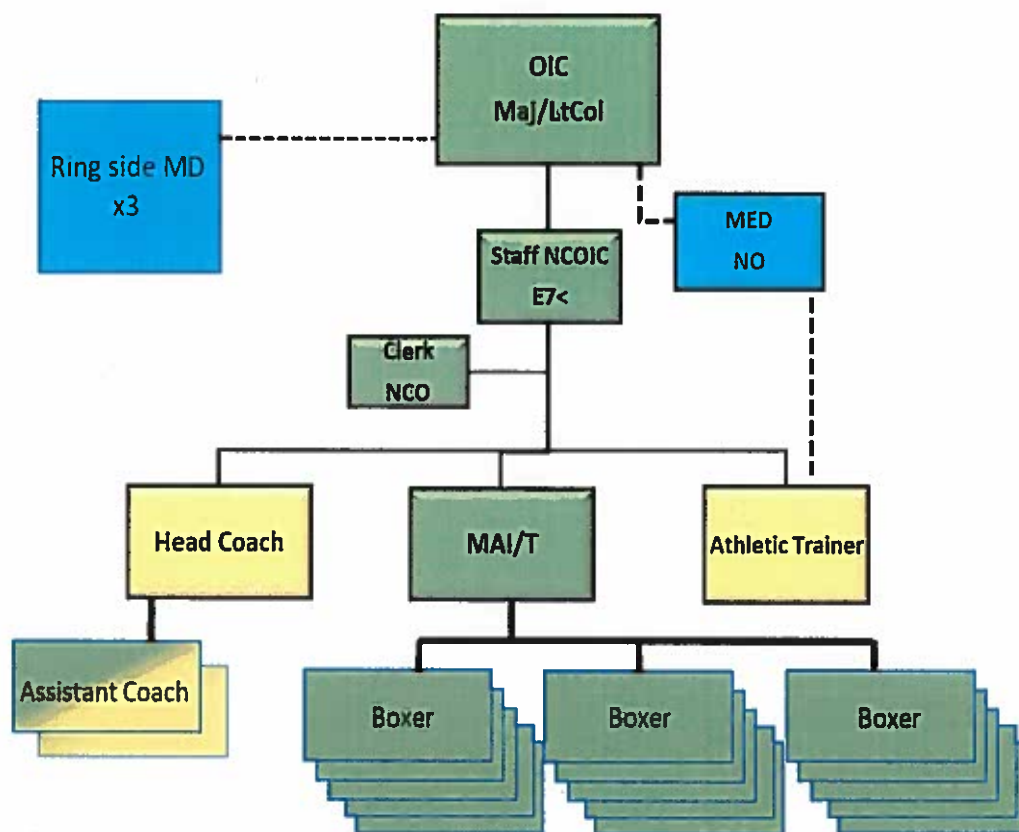 OIC
Maj/LtCol
Ring side MD
x3
MED
NO
Staff NCOIC
E7<
Clerk
NCO
Head Coach
MAI/T
Athletic Trainer
Assistant Coach
Boxer
Boxer
Boxer